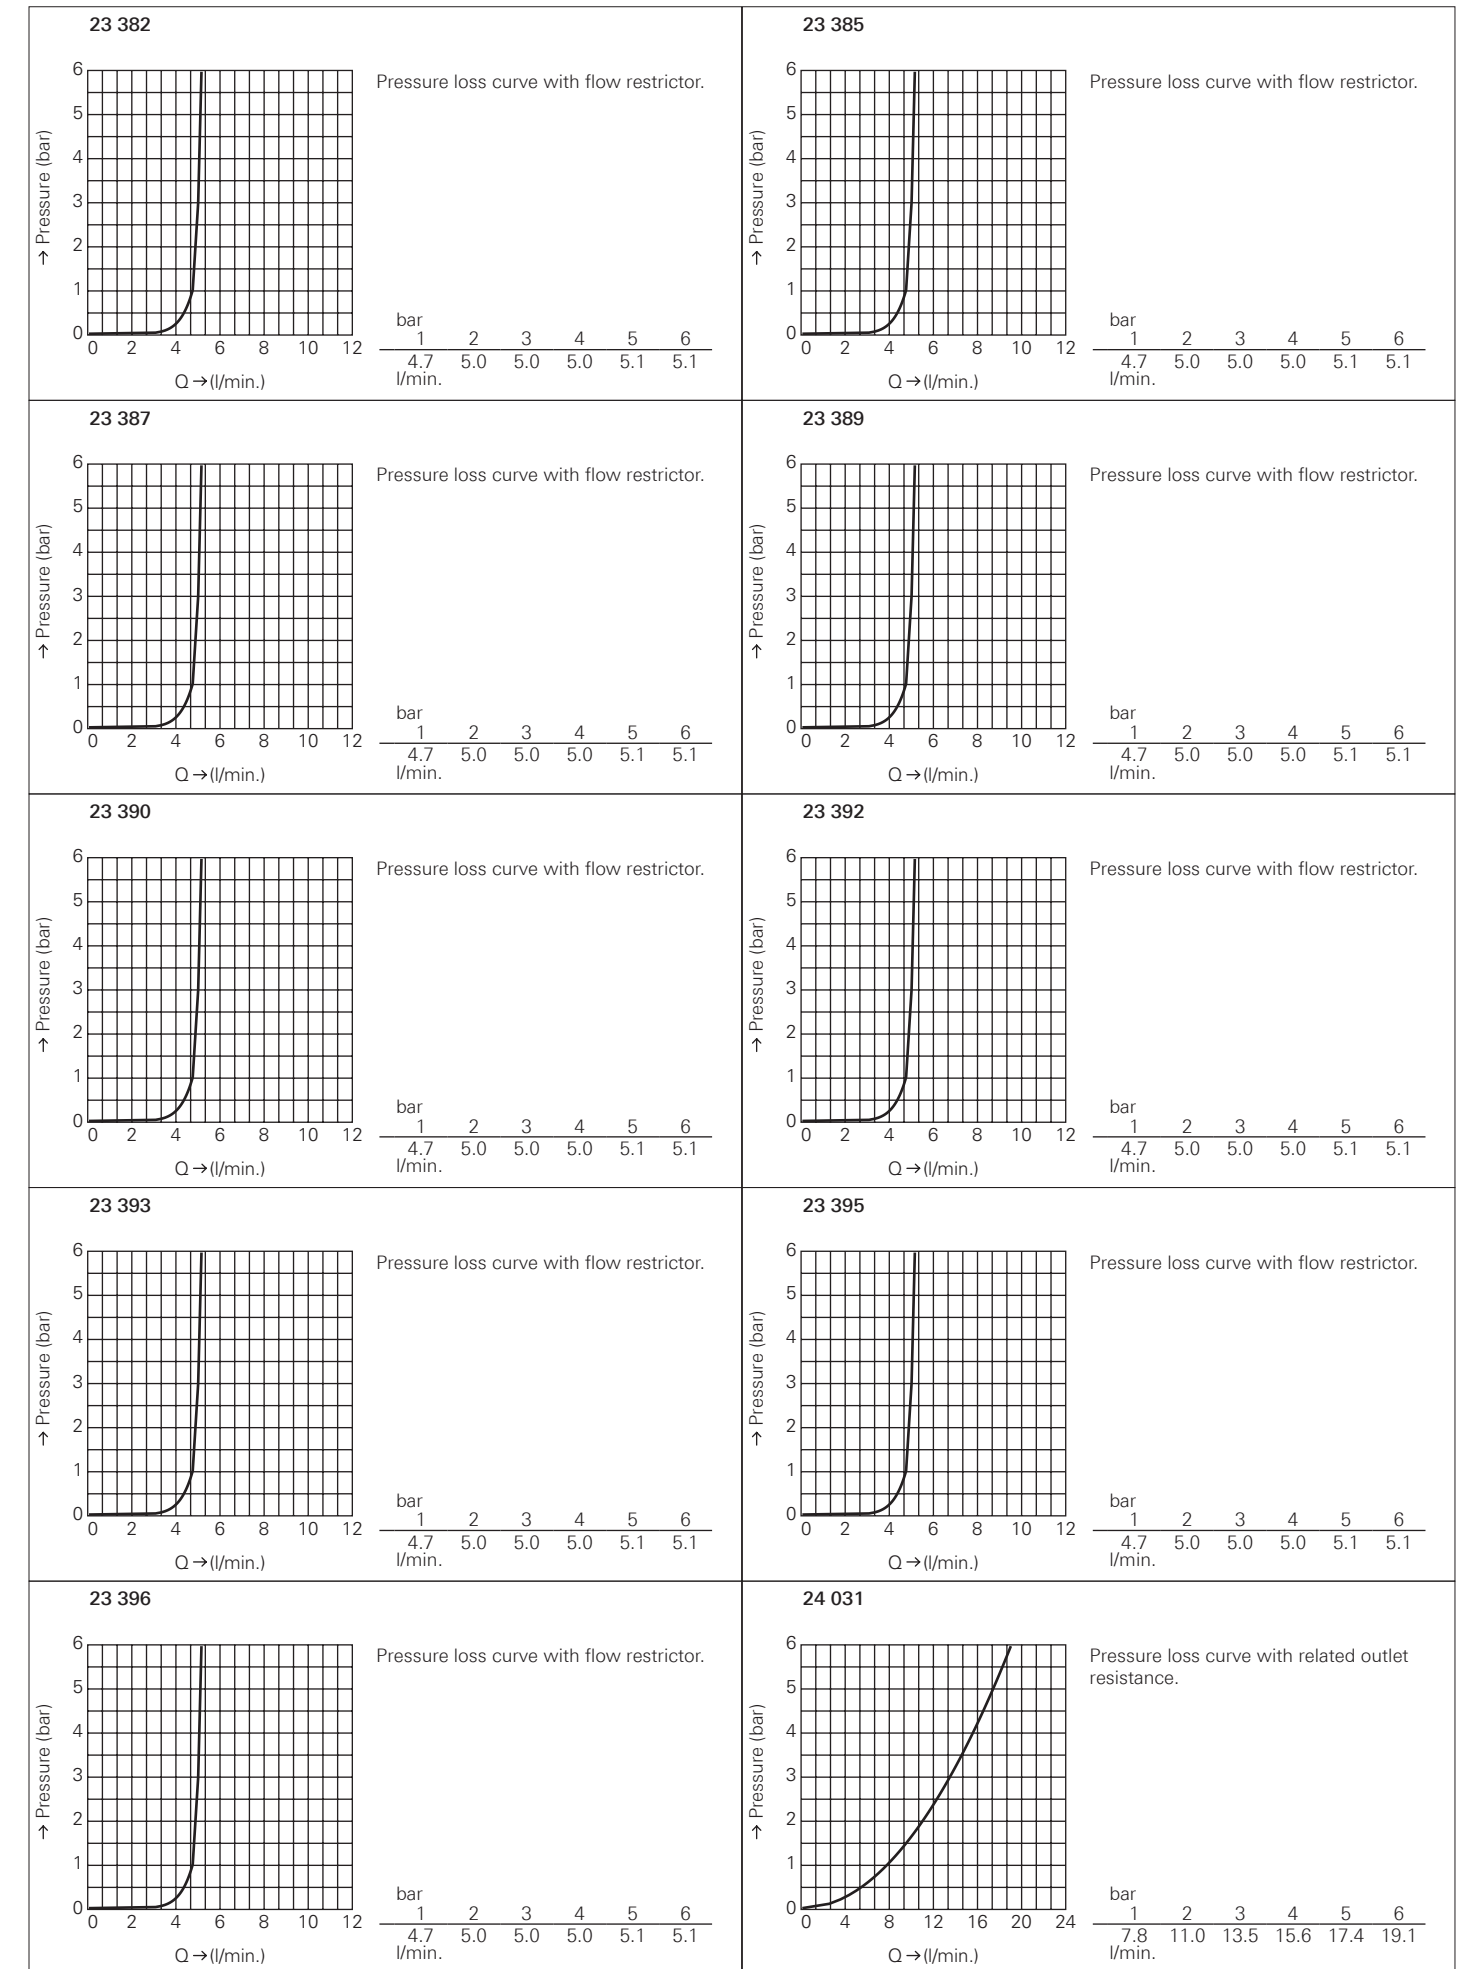 23 382
6
Pressure loss curve with flow restrictor.
5
4
3
2
1
0
→ Pressure (bar)
0 2 4 6 8 10 12
Q → (l/min.)
bar
1 2 3 4 5 6
4.7 5.0 5.0 5.0 5.1 5.1
l/min.
23 385
6
Pressure loss curve with flow restrictor.
5
4
3
2
1
0
→ Pressure (bar)
0 2 4 6 8 10 12
Q → (l/min.)
bar
1 2 3 4 5 6
4.7 5.0 5.0 5.0 5.1 5.1
l/min.
23 387
6
Pressure loss curve with flow restrictor.
5
4
3
2
1
0
→ Pressure (bar)
0 2 4 6 8 10 12
Q → (l/min.)
bar
1 2 3 4 5 6
4.7 5.0 5.0 5.0 5.1 5.1
l/min.
23 389
6
Pressure loss curve with flow restrictor.
5
4
3
2
1
0
→ Pressure (bar)
0 2 4 6 8 10 12
Q → (l/min.)
bar
1 2 3 4 5 6
4.7 5.0 5.0 5.0 5.1 5.1
l/min.
23 390
6
Pressure loss curve with flow restrictor.
5
4
3
2
1
0
→ Pressure (bar)
0 2 4 6 8 10 12
Q → (l/min.)
bar
1 2 3 4 5 6
4.7 5.0 5.0 5.0 5.1 5.1
l/min.
23 392
6
Pressure loss curve with flow restrictor.
5
4
3
2
1
0
→ Pressure (bar)
0 2 4 6 8 10 12
Q → (l/min.)
bar
1 2 3 4 5 6
4.7 5.0 5.0 5.0 5.1 5.1
l/min.
23 393
6
Pressure loss curve with flow restrictor.
5
4
3
2
1
0
→ Pressure (bar)
0 2 4 6 8 10 12
Q → (l/min.)
bar
1 2 3 4 5 6
4.7 5.0 5.0 5.0 5.1 5.1
l/min.
23 395
6
Pressure loss curve with flow restrictor.
5
4
3
2
1
0
→ Pressure (bar)
0 2 4 6 8 10 12
Q → (l/min.)
bar
1 2 3 4 5 6
4.7 5.0 5.0 5.0 5.1 5.1
l/min.
23 396
6
Pressure loss curve with flow restrictor.
5
4
3
2
1
0
→ Pressure (bar)
0 2 4 6 8 10 12
Q → (l/min.)
bar
1 2 3 4 5 6
4.7 5.0 5.0 5.0 5.1 5.1
l/min.
24 031
6
Pressure loss curve with related outlet
resistance.
5
4
3
2
1
0
→ Pressure (bar)
0 4 8 12 16 20 24
Q → (l/min.)
bar
1 2 3 4 5 6
7.8 11.0 13.5 15.6 17.4 19.1
l/min.